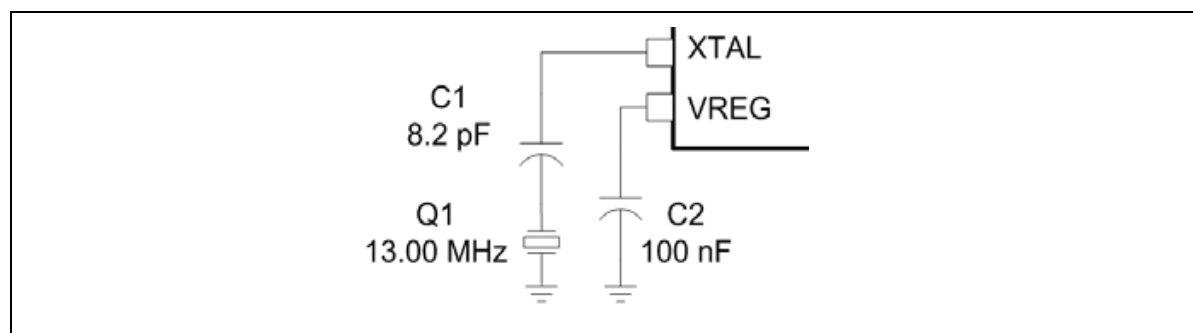 XTAL
VREG
C1
8.2 pF
Q1
13.00 MHz
C2
100 nF